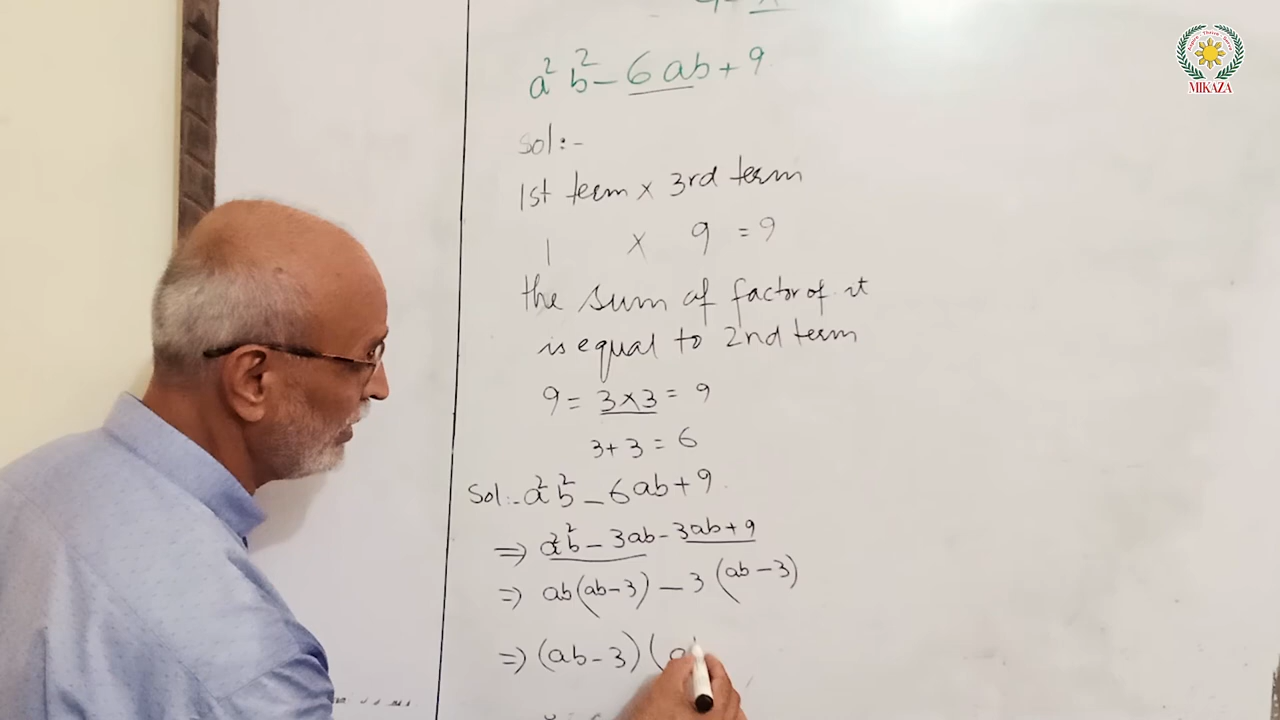 a²b² - 6ab + 9
Sol:-
1st term × 3rd term
1 × 9 = 9
the sum of factor of it
is equal to 2nd term
9 = 3×3 = 9
3+3 = 6
Sol:- a²b² - 6ab + 9
⇒ a²b² - 3ab - 3ab + 9
⇒ ab(ab-3) - 3(ab-3)
⇒ (ab-3)(a
MIKAZA